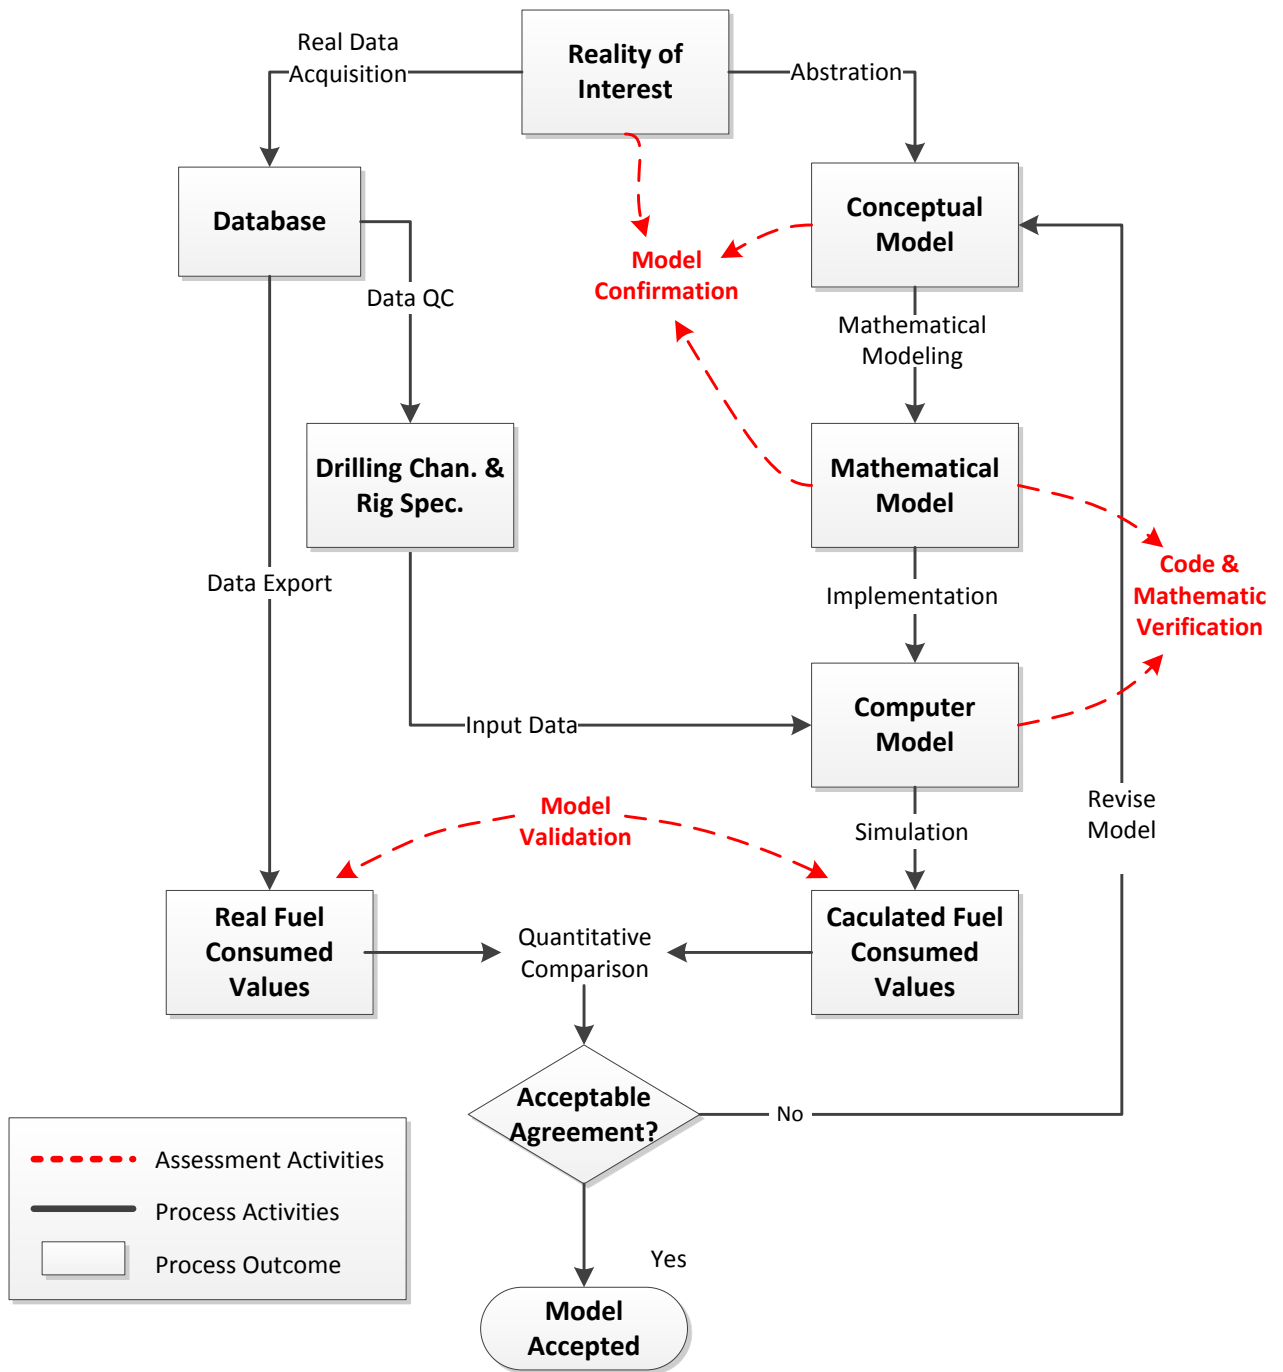 Real Data
Acquisition
Reality of
Interest
Abstration
Database
Conceptual
Model
Model
Confirmation
Data QC
Mathematical
Modeling
Drilling Chan. &
Rig Spec.
Mathematical
Model
Data Export
Implementation
Code &
Mathematic
Verification
Input Data
Computer
Model
Model
Validation
Simulation
Revise
Model
Real Fuel
Consumed
Values
Quantitative
Comparison
Caculated Fuel
Consumed
Values
Acceptable
Agreement?
No
Assessment Activities
Process Activities
Process Outcome
Yes
Model
Accepted